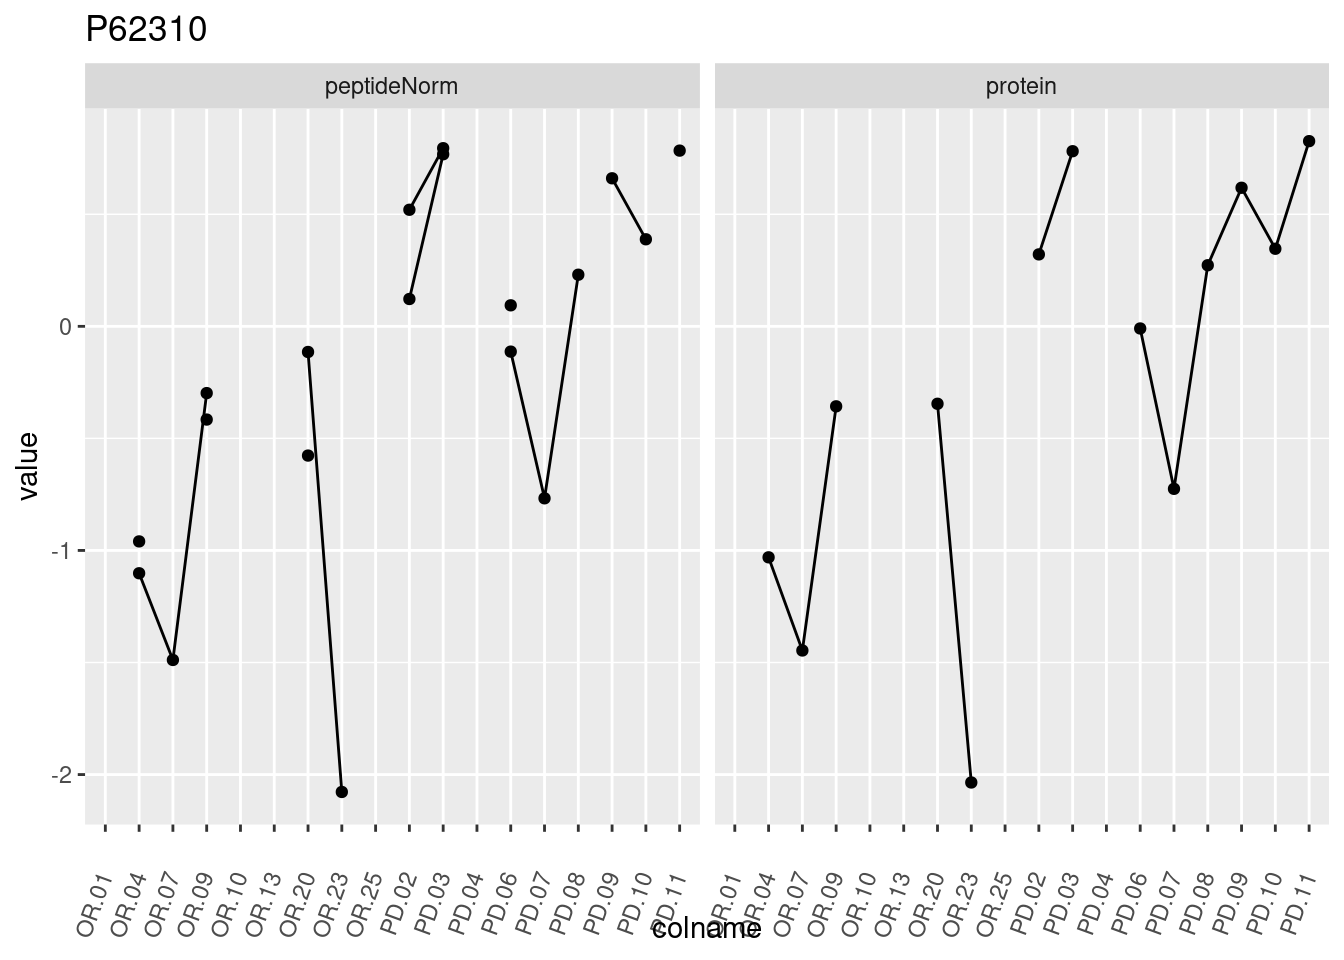 P62310
peptideNorm protein
value
0
-1
-2
OR.01 OR.04 OR.07 OR.09 OR.10 OR.13 OR.20 OR.23 OR.25 PD.02 PD.03 PD.04 PD.06 PD.07 PD.08 PD.09 PD.10 PD.11 OR.01 OR.04 OR.07 OR.09 OR.10 OR.13 OR.20 OR.23 OR.25 PD.02 PD.03 PD.04 PD.06 PD.07 PD.08 PD.09 PD.10 PD.11
colname